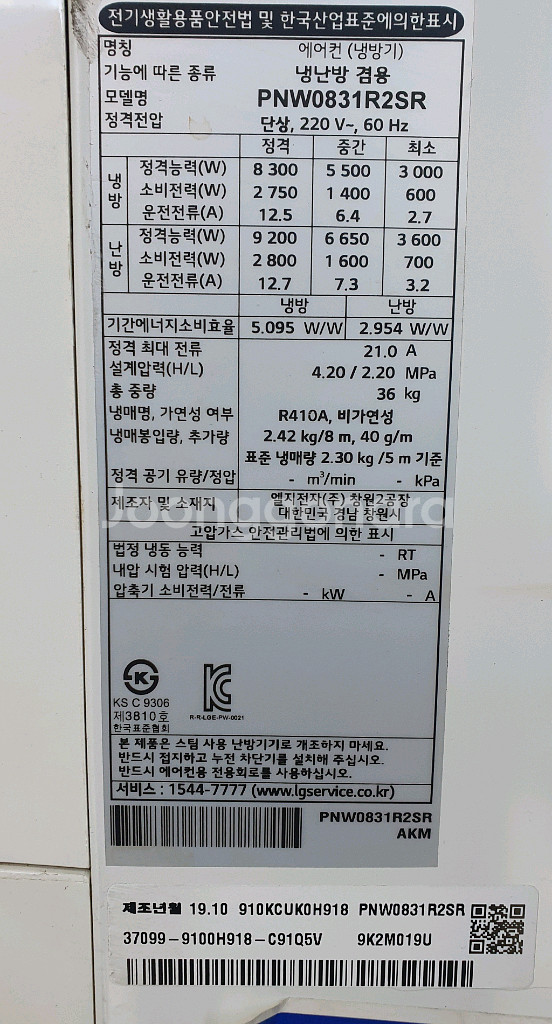 전기생활용품안전법 및 한국산업표준에의한표시
명칭 에어컨 (냉방기)
기능에 따른 종류 냉난방 겸용
모델명 PNW0831R2SR
정격전압 단상, 220 V~, 60 Hz
정격 중간 최소
냉방
정격능력(W) 8 300 5 500 3 000
소비전력(W) 2 750 1 400 600
운전전류(A) 12.5 6.4 2.7
난방
정격능력(W) 9 200 6 650 3 600
소비전력(W) 2 800 1 600 700
운전전류(A) 12.7 7.3 3.2
냉방 난방
기간에너지소비효율 5.095 W/W 2.954 W/W
정격 최대 전류 21.0 A
설계압력(H/L) 4.20 / 2.20 MPa
총 중량 36 kg
냉매명, 가연성 여부 R410A, 비가연성
냉매봉입량, 추가량 2.42 kg/8 m, 40 g/m
표준 냉매량 2.30 kg /5 m 기준
정격 공기 유량/정압 - m³/min - kPa
제조자 및 소재지 엘지전자(주) 창원2공장
대한민국 경남 창원시
Joonggonara
고압가스 안전관리법에 의한 표시
법정 냉동 능력 - RT
내압 시험 압력(H/L) - MPa
압축기 소비전력/전류 - kW - A
KS C 9306
제3810호
한국표준협회
R-R-LGE-PW-0021
본 제품은 스팀 사용 난방기기로 개조하지 마세요.
반드시 접지하고 누전 차단기를 설치해 주십시오.
반드시 에어컨용 전용회로를 사용하십시오.
서비스 : 1544-7777 (www.lgservice.co.kr)
PNW0831R2SR
AKM
제조년월 19.10 910KCUK0H918 PNW0831R2SR
37099-9100H918-C91Q5V 9K2M019U